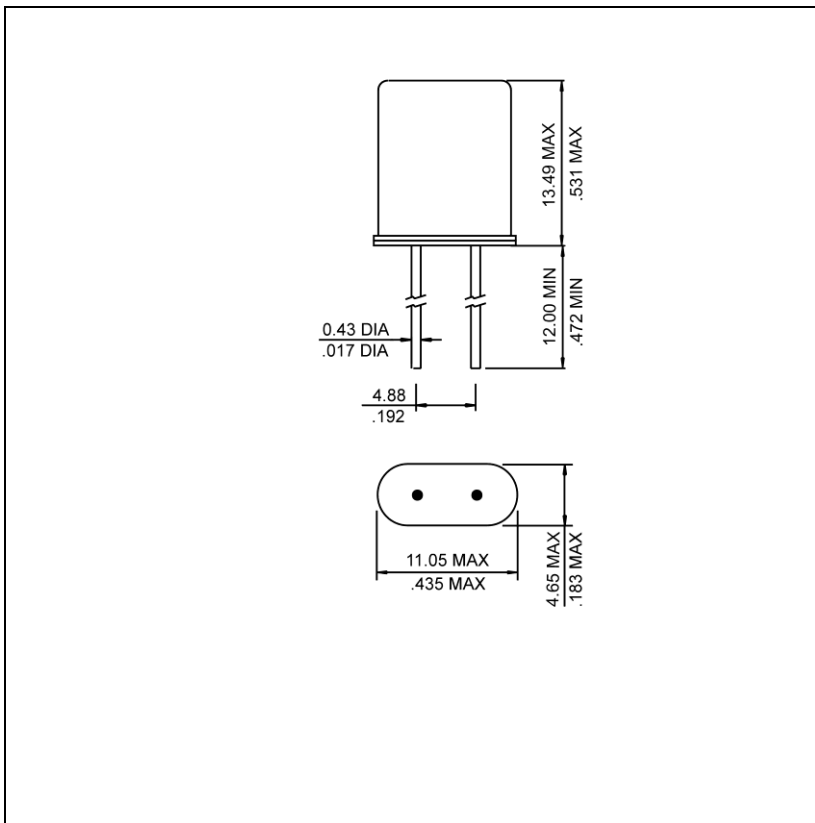 13.49 MAX
.531 MAX
12.00 MIN
.472 MIN
0.43 DIA
.017 DIA
4.88
.192
11.05 MAX
.435 MAX
4.65 MAX
.183 MAX